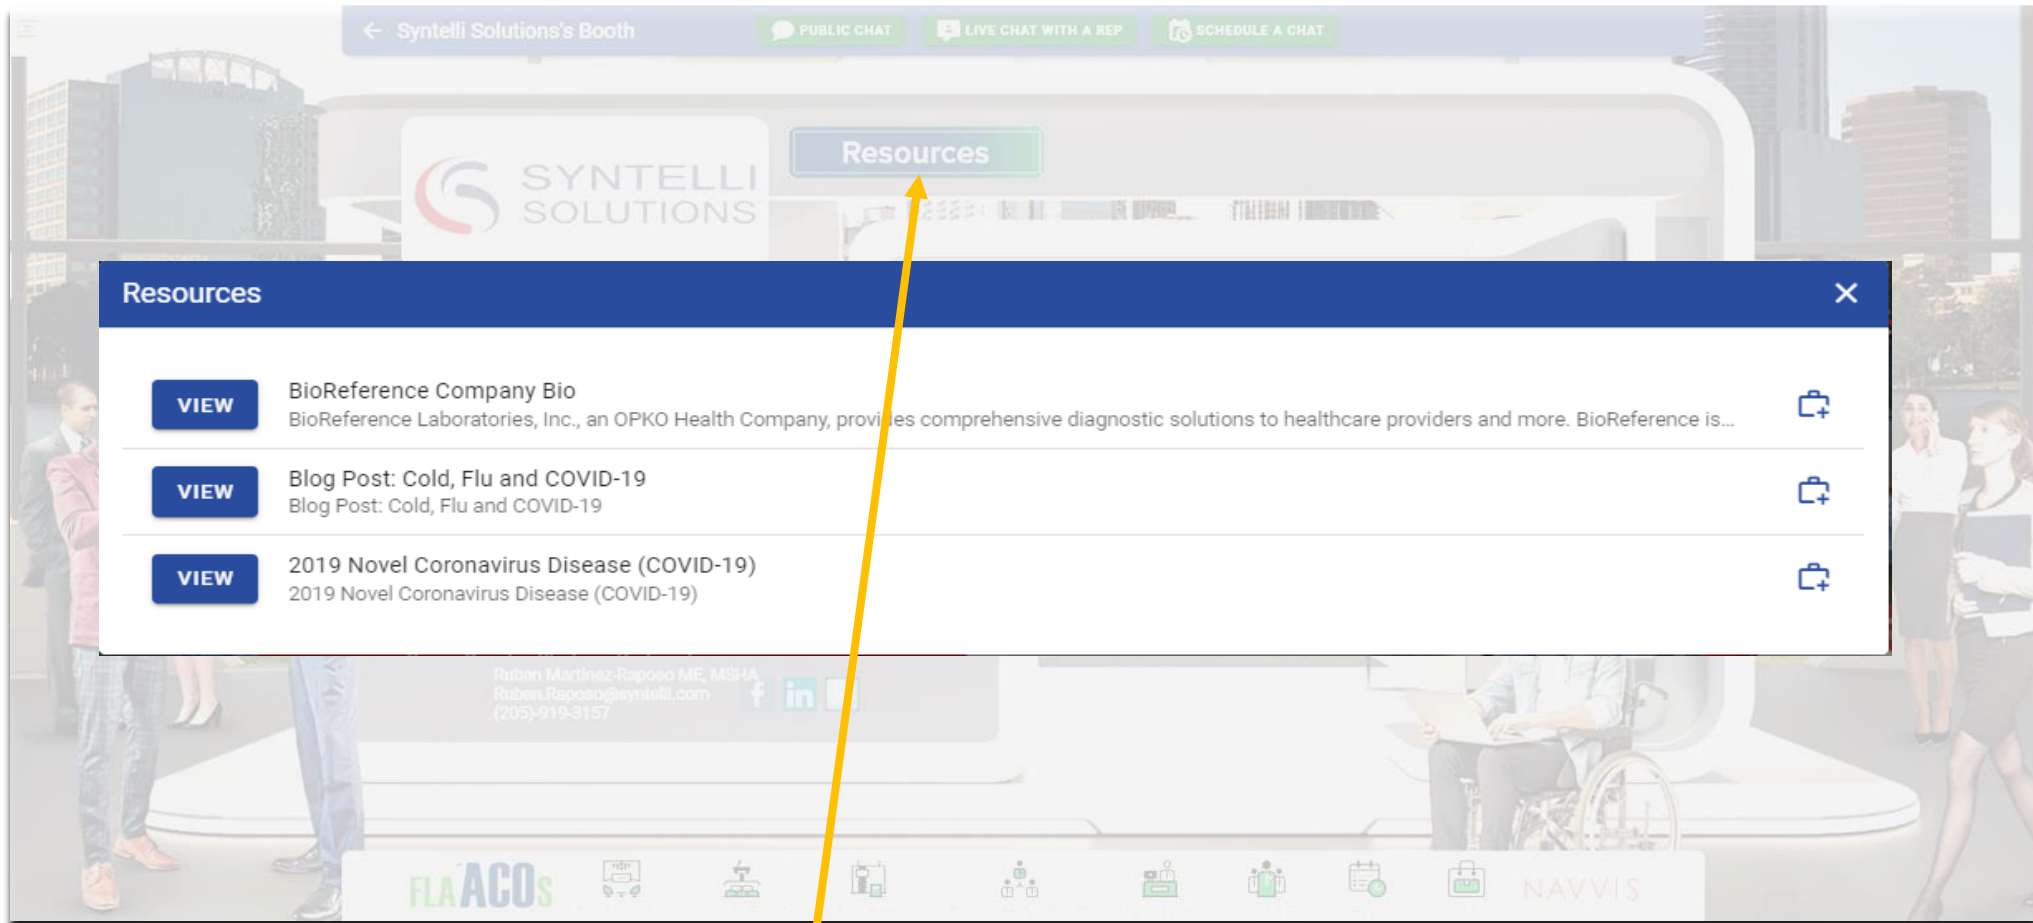 Syntelli Solutions's Booth
PUBLIC CHAT
LIVE CHAT WITH A REP
SCHEDULE A CHAT
SYNTELLI
SOLUTIONS
Resources
Resources
VIEW
BioReference Company Bio
BioReference Laboratories, Inc., an OPKO Health Company, provides comprehensive diagnostic solutions to healthcare providers and more. BioReference is...
VIEW
Blog Post: Cold, Flu and COVID-19
Blog Post: Cold, Flu and COVID-19
VIEW
2019 Novel Coronavirus Disease (COVID-19)
2019 Novel Coronavirus Disease (COVID-19)
Ruben Martinez-Raposo ME, MSHA
Ruben.Raposo@syntelli.com
(205)-919-3157
f in
FLAACOs
NAVVIS